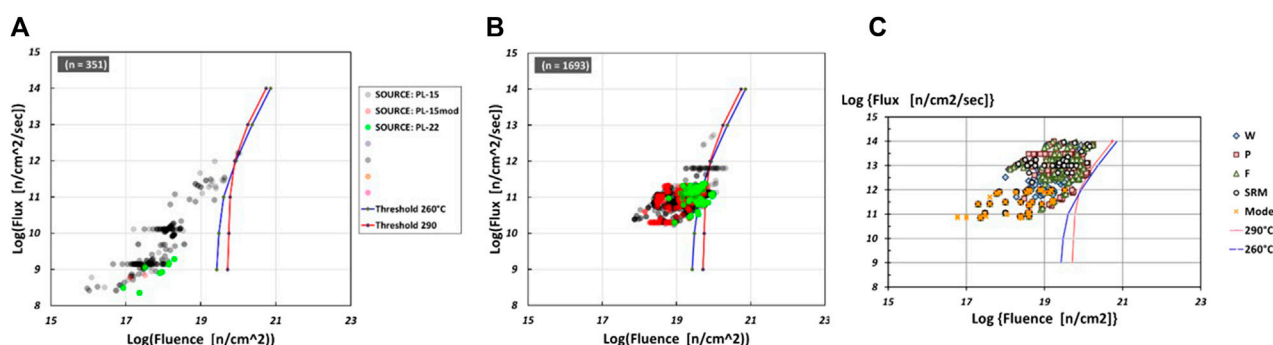 A
(n = 351)
Log(Flux [n/cm^2/sec])
15
14
13
12
11
10
9
8
15
17
19
21
23
Log(Fluence [n/cm^2))
SOURCE: PL-15
SOURCE: PL-15mod
SOURCE: PL-22
Threshold 260°C
Threshold 290
B
(n = 1693)
Log(Flux [n/cm^2/sec])
15
14
13
12
11
10
9
8
15
17
19
21
23
Log(Fluence [n/cm^2))
C
Log {Flux [n/cm2/sec]}
15
14
13
12
11
10
9
8
15
17
19
21
23
Log {Fluence [n/cm2]}
W
P
F
SRM
Mode
290°C
260°C